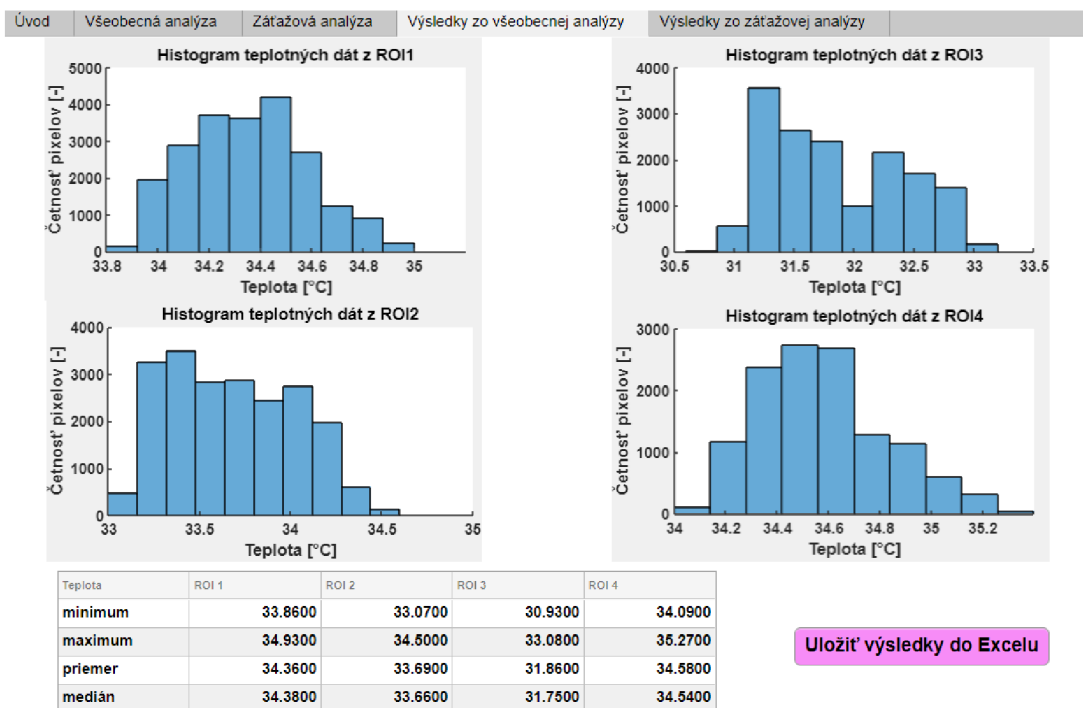 Úvod Všeobecná analýza Záťažová analýza Výsledky zo všeobecnej analýzy Výsledky zo záťažovej analýzy
Histogram teplotných dát z ROI1
Četnosť pixelov [-]
5000
4000
3000
2000
1000
0
33.8 34 34.2 34.4 34.6 34.8 35
Teplota [°C]
Histogram teplotných dát z ROI3
Četnosť pixelov [-]
4000
3000
2000
1000
0
30.5 31 31.5 32 32.5 33 33.5
Teplota [°C]
Histogram teplotných dát z ROI2
Četnosť pixelov [-]
4000
3000
2000
1000
0
33 33.5 34 34.5 35
Teplota [°C]
Histogram teplotných dát z ROI4
Četnosť pixelov [-]
3000
2000
1000
0
34 34.2 34.4 34.6 34.8 35 35.2
Teplota [°C]
Teplota ROI 1 ROI 2 ROI 3 ROI 4
minimum 33.8600 33.0700 30.9300 34.0900
maximum 34.9300 34.5000 33.0800 35.2700
priemer 34.3600 33.6900 31.8600 34.5800
medián 34.3800 33.6600 31.7500 34.5400
Uložiť výsledky do Excelu